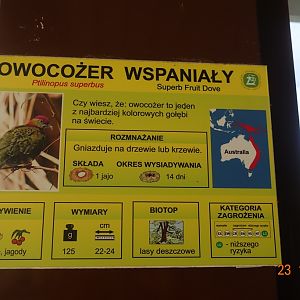 OWOCOŻER WSPANIAŁY
Ptilinopus superbus
Superb Fruit Dove
Czy wiesz, że: owocożer to jeden
z najbardziej kolorowych gołębi
na świecie.
ROZMNAŻANIE
Gniazduje na drzewie lub krzewie.
SKŁADA OKRES WYSIADYWANIA
1 jajo 14 dni
Australia
YWIENIE
, jagody
WYMIARY
g cm
125 22-24
BIOTOP
lasy deszczowe
KATEGORIA
ZAGROŻENIA
- niższego
ryzyka
23